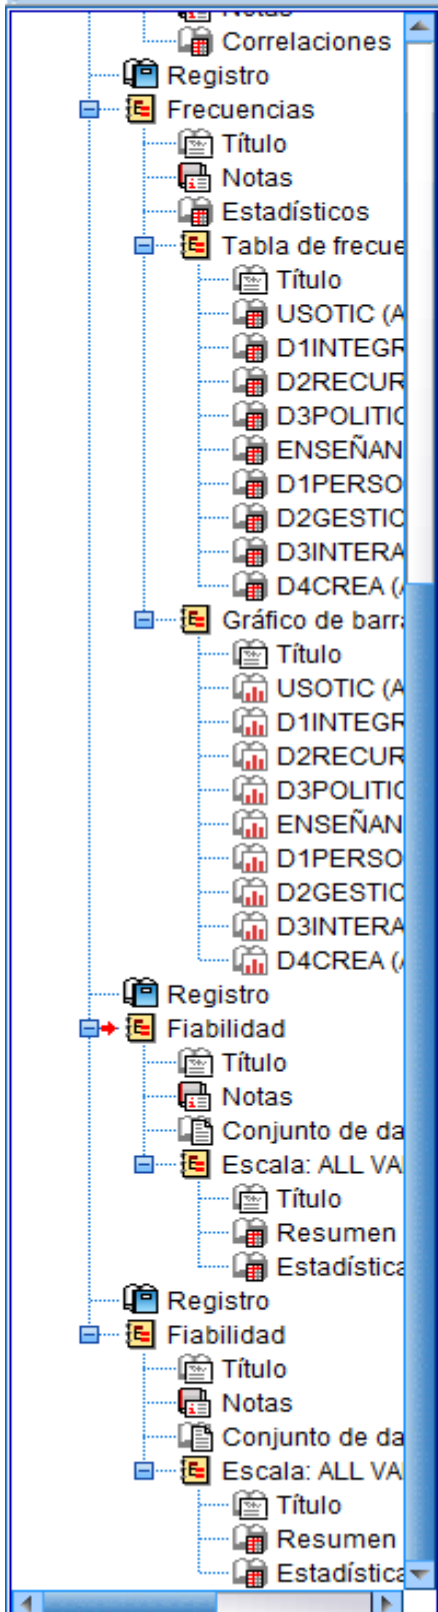 Notas
Correlaciones
Registro
Frecuencias
Título
Notas
Estadísticos
Tabla de frecue
Título
USOTIC (A
D1INTEGR
D2RECUR
D3POLITIC
ENSEÑAN
D1PERSO
D2GESTIC
D3INTERA
D4CREA (A
Gráfico de barra
Título
USOTIC (A
D1INTEGR
D2RECUR
D3POLITIC
ENSEÑAN
D1PERSO
D2GESTIC
D3INTERA
D4CREA (A
Registro
Fiabilidad
Título
Notas
Conjunto de da
Escala: ALL VA
Título
Resumen
Estadística
Registro
Fiabilidad
Título
Notas
Conjunto de da
Escala: ALL VA
Título
Resumen
Estadística